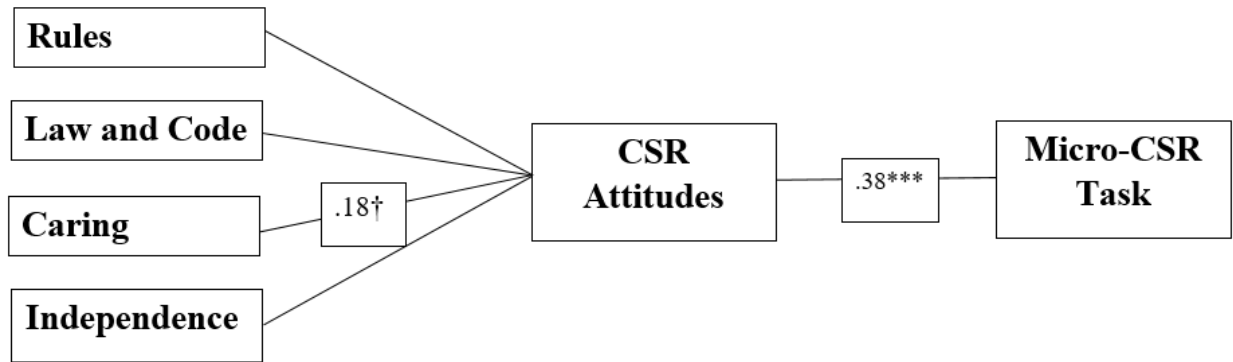 Rules
Law and Code
Caring
Independence
.18†
CSR
Attitudes
.38***
Micro-CSR
Task